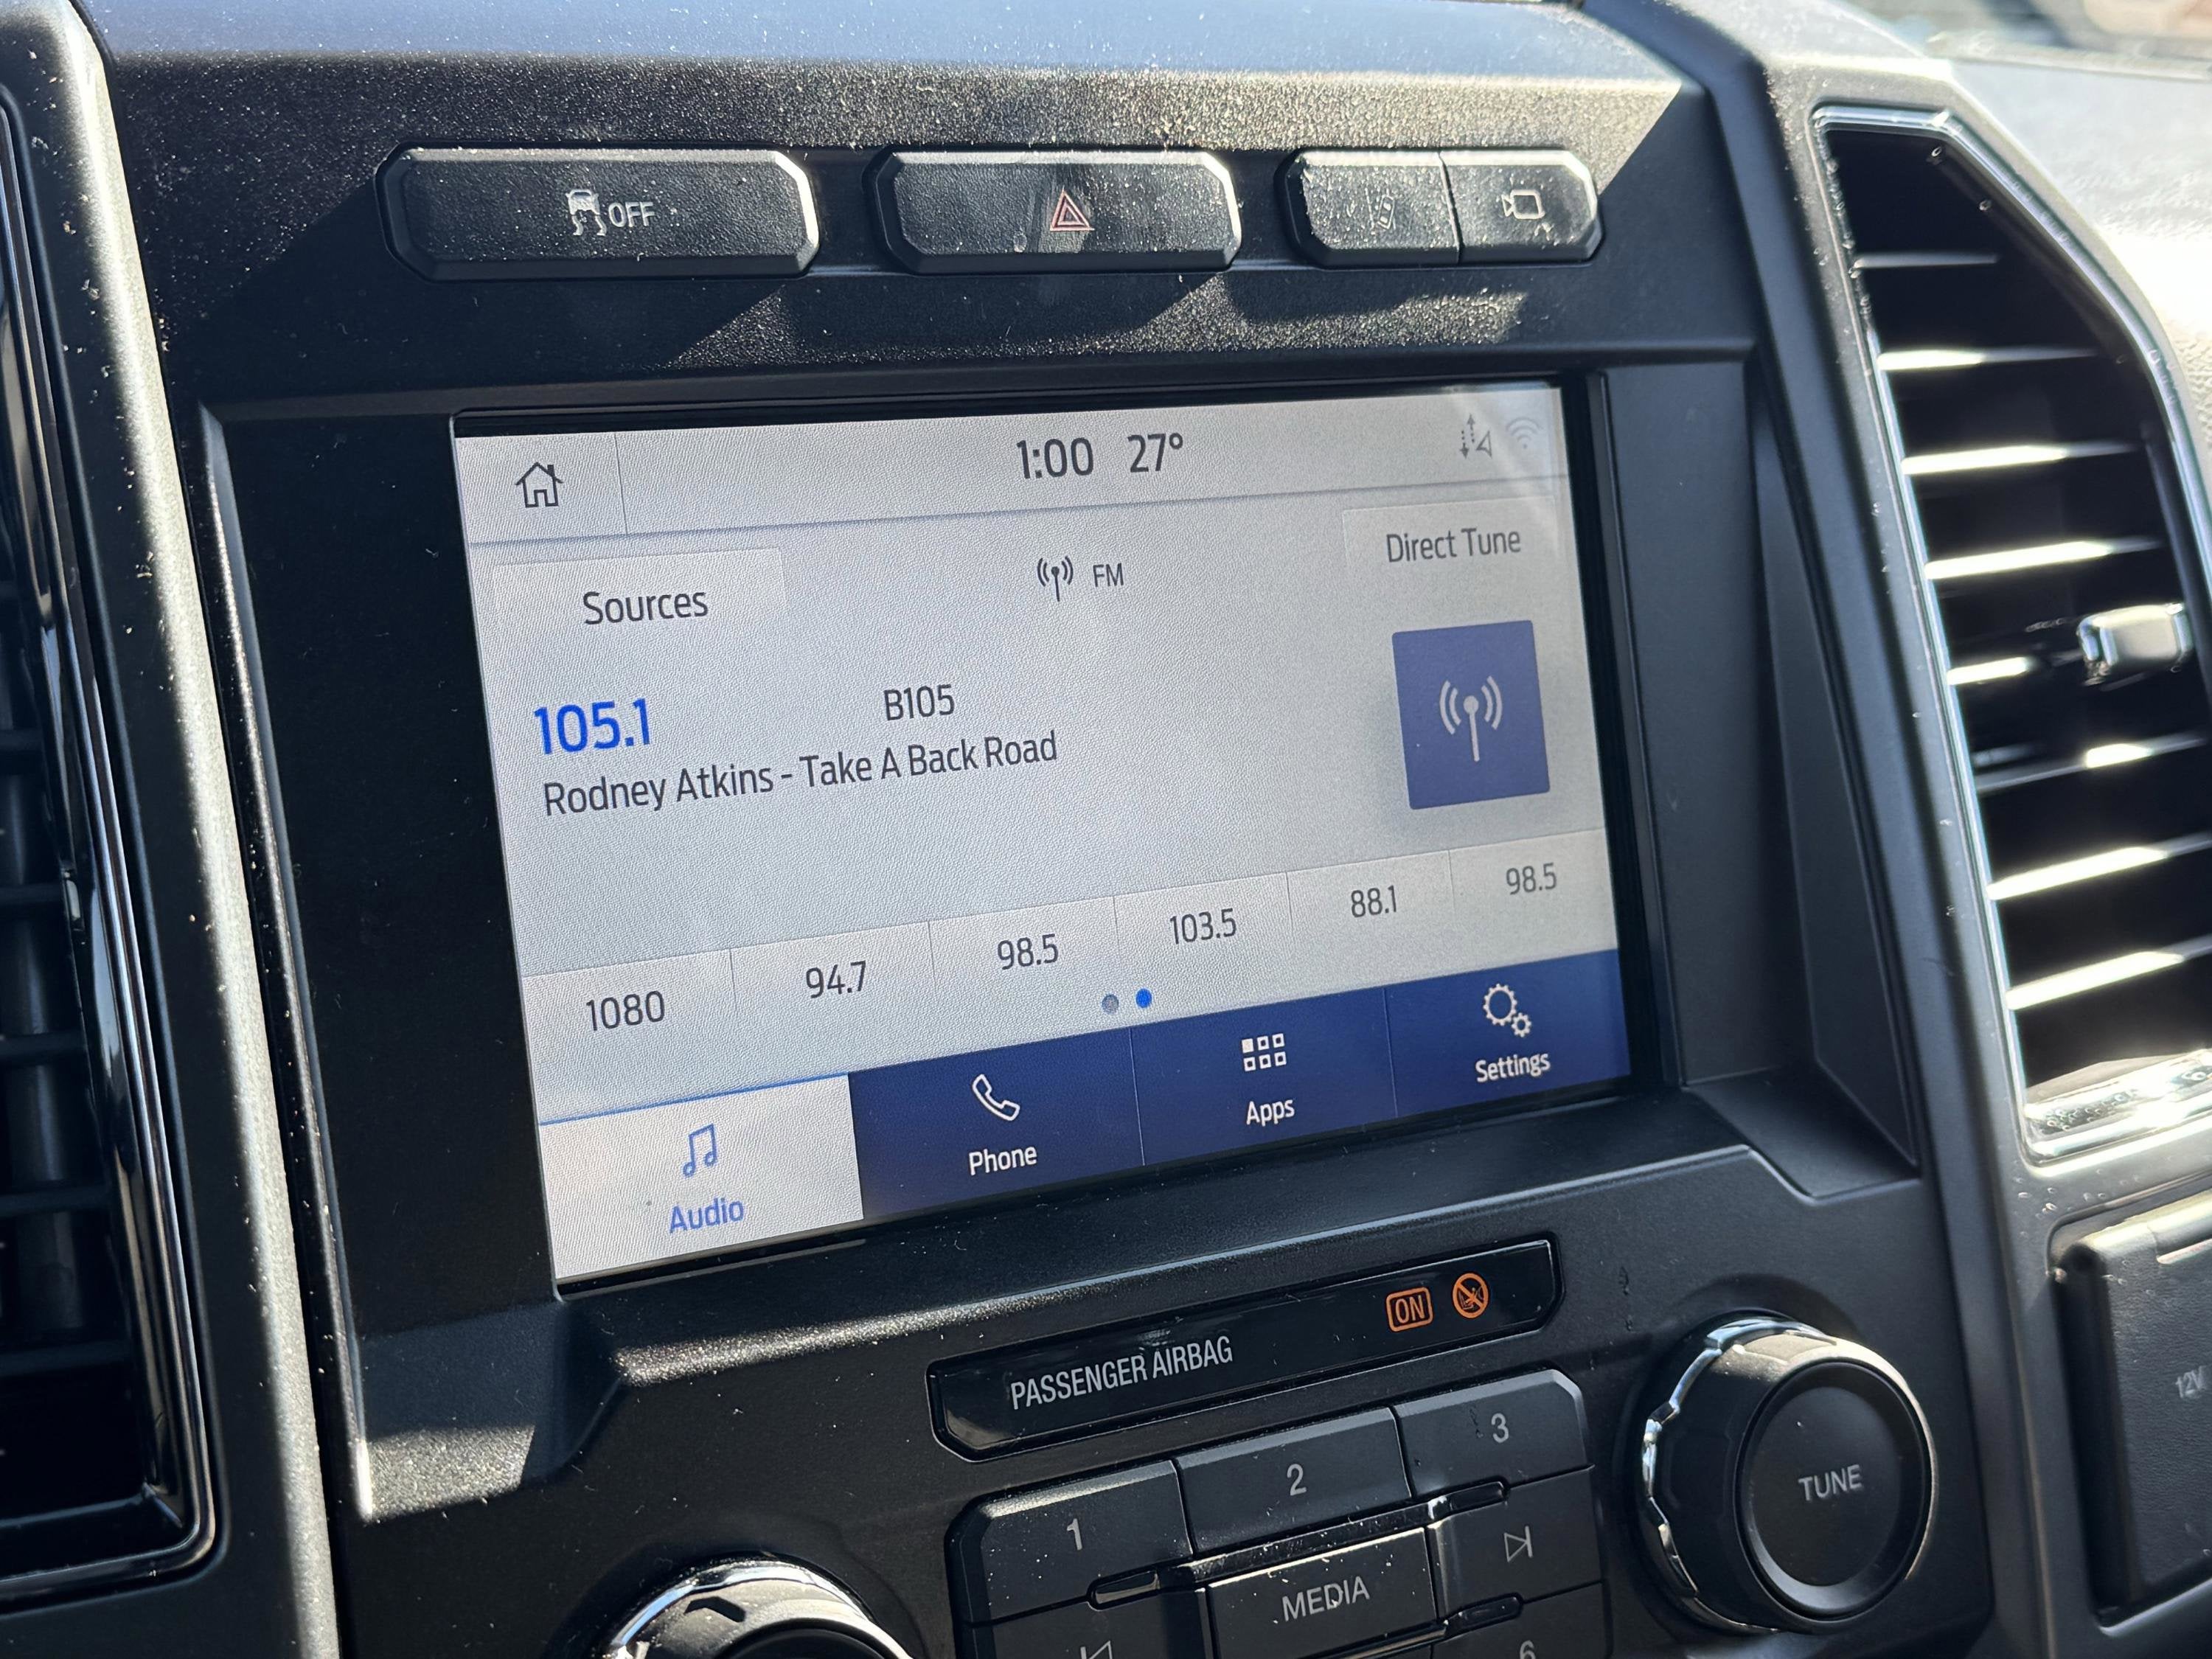 OFF
1:00 27°
Sources
FM
Direct Tune
105.1
B105
Rodney Atkins - Take A Back Road
1080
94.7
98.5
103.5
88.1
98.5
Audio
Phone
Apps
Settings
PASSENGER AIRBAG
ON
1
2
3
MEDIA
6
TUNE
12V